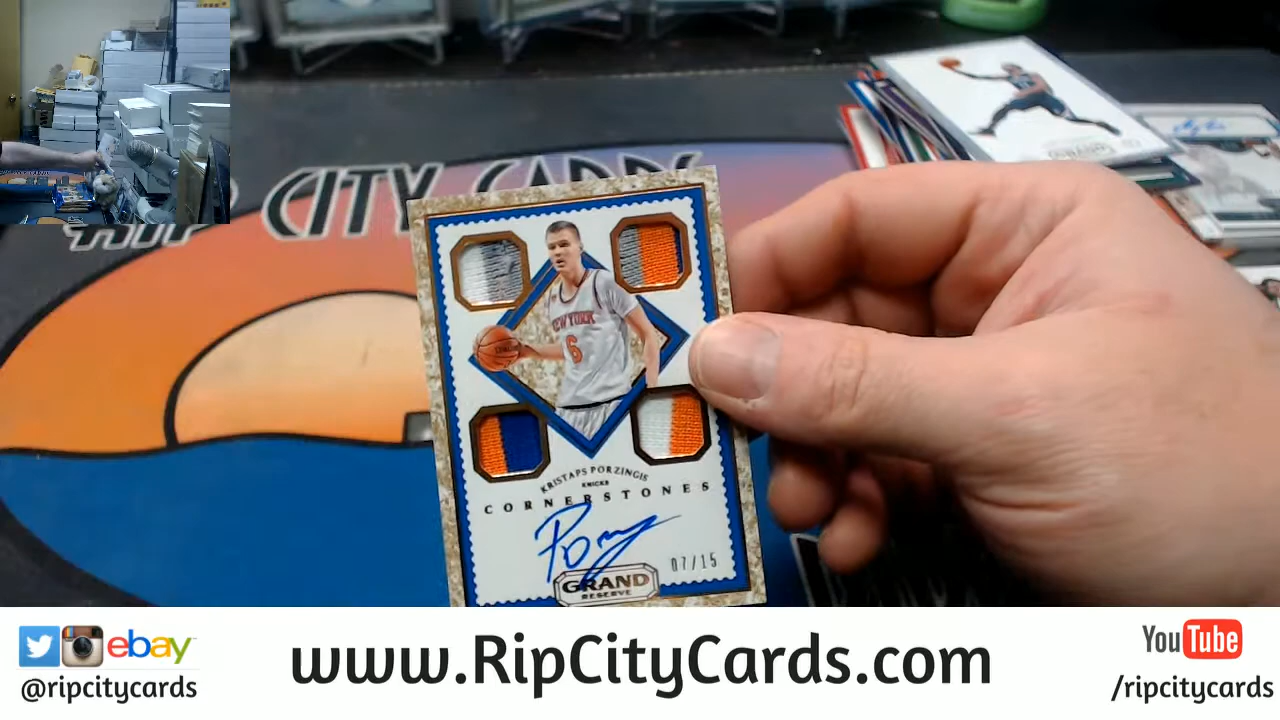 RIP CITY CARDS
NEW YORK
6
KRISTAPS PORZINGIS
KNICKS
CORNERSTONES
07/15
GRAND
RESERVE
ebay
www.RipCityCards.com
YouTube
@ripcitycards
/ripcitycards